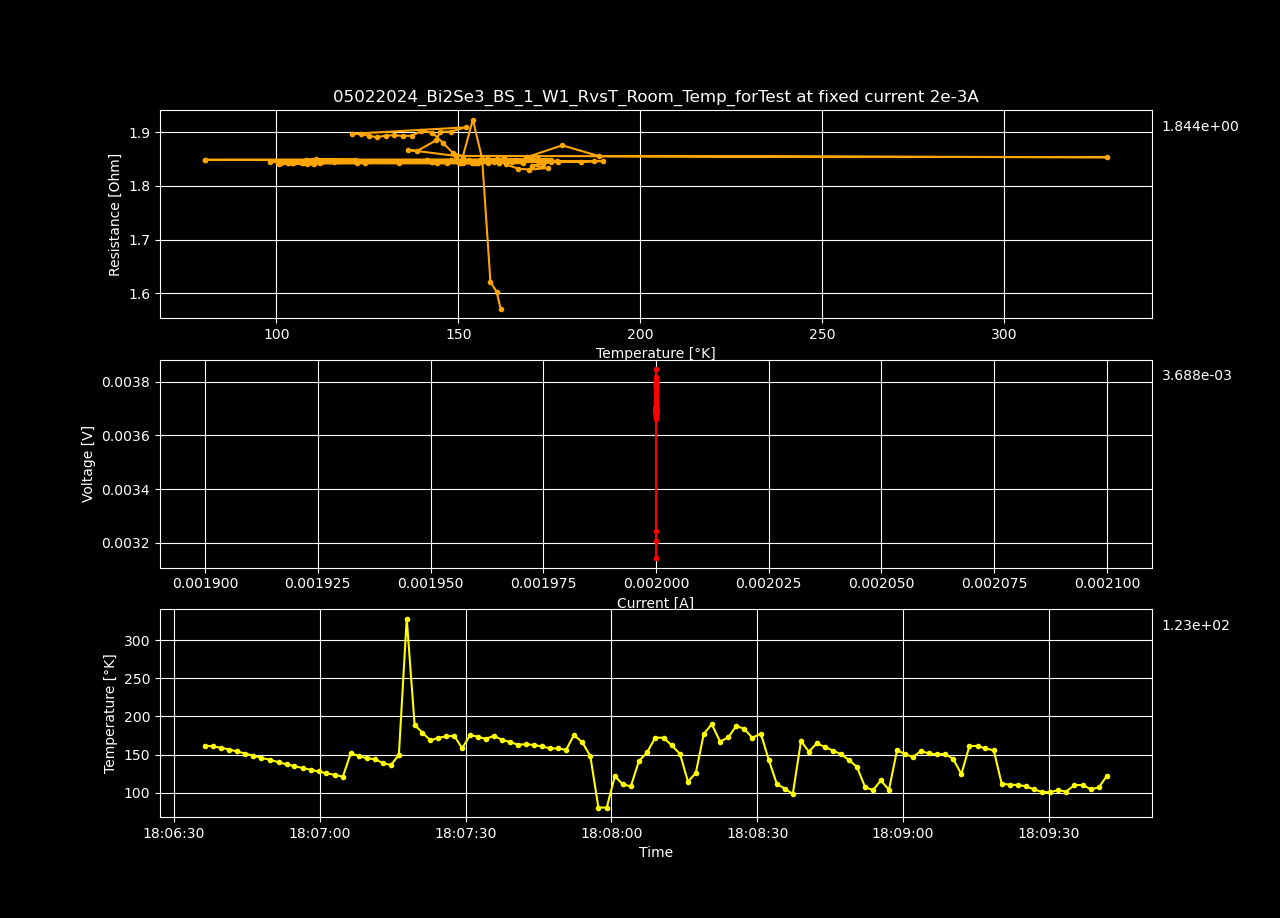 05022024_Bi2Se3_BS_1_W1_RvsT_Room_Temp_forTest at fixed current 2e-3A
1.844e+00
Resistance [Ohm]
1.9
1.8
1.7
1.6
100 150 200 250 300
Temperature [°K]
3.688e-03
Voltage [V]
0.0038
0.0036
0.0034
0.0032
0.001900 0.001925 0.001950 0.001975 0.002000 0.002025 0.002050 0.002075 0.002100
Current [A]
1.23e+02
Temperature [°K]
300
250
200
150
100
18:06:30 18:07:00 18:07:30 18:08:00 18:08:30 18:09:00 18:09:30
Time